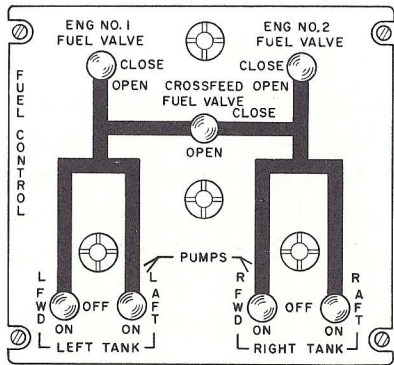 ENG NO. 1
FUEL VALVE
ENG NO. 2
FUEL VALVE
CLOSE
OPEN
CLOSE
OPEN
CROSSFEED
FUEL VALVE
CLOSE
OPEN
FUEL CONTROL
PUMPS
L FWD
OFF
L AFT
ON
ON
LEFT TANK
R FWD
OFF
R AFT
ON
ON
RIGHT TANK